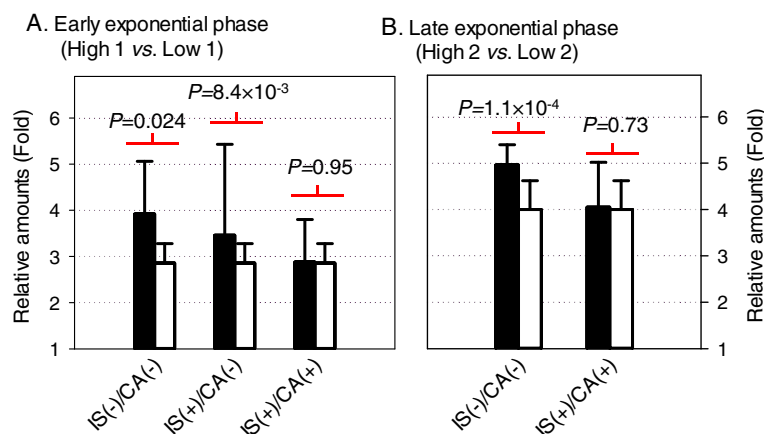 A. Early exponential phase
(High 1 vs. Low 1)
B. Late exponential phase
(High 2 vs. Low 2)
Relative amounts (Fold)
6
5
4
3
2
1
P=0.024
P=8.4×10⁻³
P=0.95
IS(-)/CA(-)
IS(+)/CA(-)
IS(+)/CA(+)
P=1.1×10⁻⁴
P=0.73
IS(-)/CA(-)
IS(+)/CA(+)
6
5
4
3
2
1
Relative amounts (Fold)